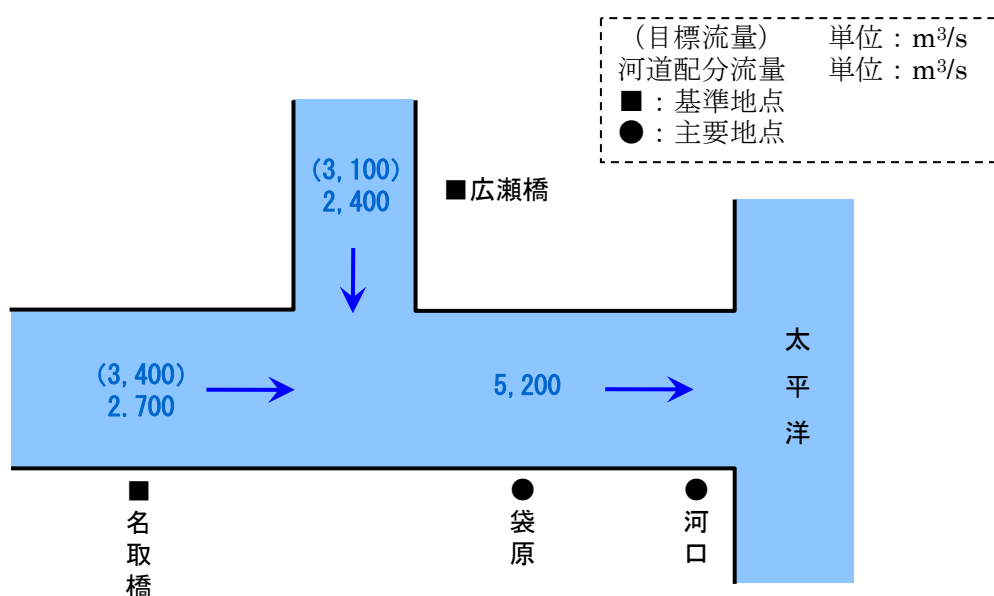 （目標流量）　単位：m³/s
河道配分流量　単位：m³/s
■：基準地点
●：主要地点
(3,100)
2,400
■広瀬橋
(3,400)
2.700
5,200
太平洋
■
名取橋
●
袋原
●
河口